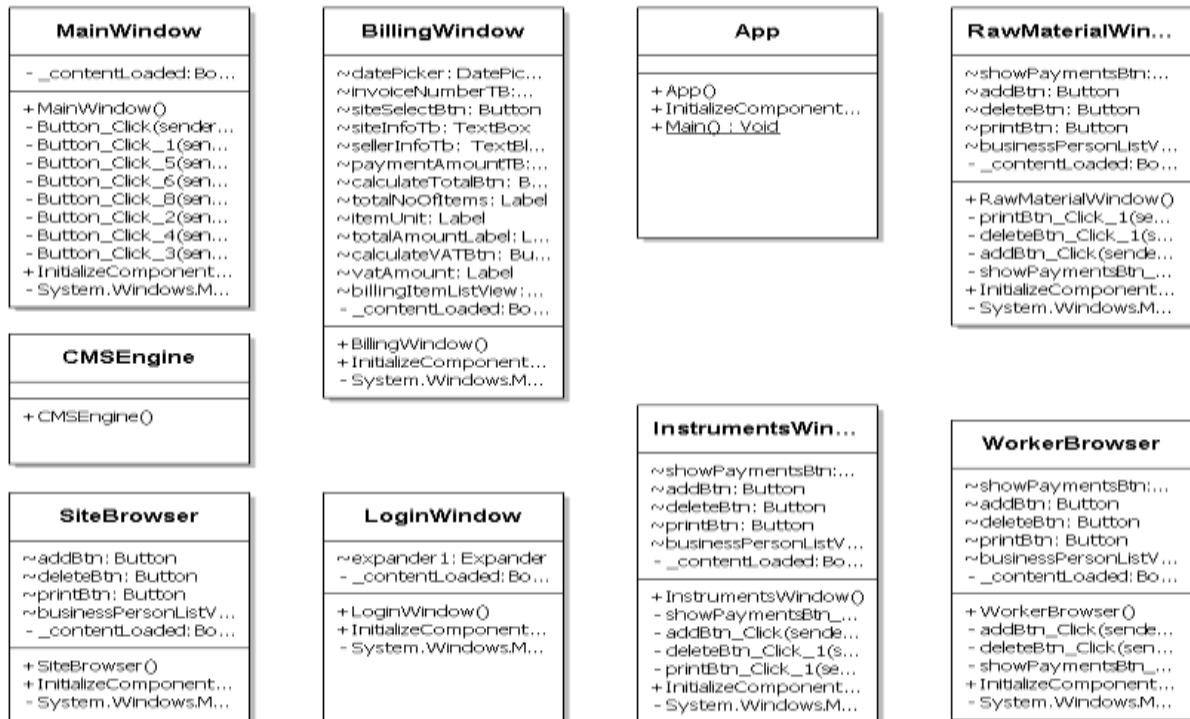 MainWindow
- _contentLoaded: Bo...
+ MainWindow()
- Button_Click(sender...
- Button_Click_1(sen...
- Button_Click_5(sen...
- Button_Click_6(sen...
- Button_Click_8(sen...
- Button_Click_2(sen...
- Button_Click_4(sen...
- Button_Click_3(sen...
+ InitializeComponent...
- System.Windows.M...
CMSEngine
+ CMSEngine()
SiteBrowser
~addBtn: Button
~deleteBtn: Button
~printBtn: Button
~businessPersonListV...
- _contentLoaded: Bo...
+ SiteBrowser()
+ InitializeComponent...
- System.Windows.M...
BillingWindow
~datePicker: DatePic...
~invoiceNumberTB:...
~siteSelectBtn: Button
~siteInfoTb: TextBox
~sellerInfoTb: TextBl...
~paymentAmountTB:...
~calculateTotalBtn: B...
~totalNoOfItems: Label
~itemUnit: Label
~totalAmountLabel: L...
~calculateVATBtn: Bu...
~vatAmount: Label
~billingItemListView:...
- _contentLoaded: Bo...
+ BillingWindow()
+ InitializeComponent...
- System.Windows.M...
LoginWindow
~expander1: Expander
- _contentLoaded: Bo...
+ LoginWindow()
+ InitializeComponent...
- System.Windows.M...
App
+ App()
+ InitializeComponent...
+ Main() : Void
InstrumentsWin...
~showPaymentsBtn:...
~addBtn: Button
~deleteBtn: Button
~printBtn: Button
~businessPersonListV...
- _contentLoaded: Bo...
+ InstrumentsWindow()
- showPaymentsBtn_...
- addBtn_Click(sende...
- deleteBtn_Click_1(s...
- printBtn_Click_1(se...
+ InitializeComponent...
- System.Windows.M...
RawMaterialWin...
~showPaymentsBtn:...
~addBtn: Button
~deleteBtn: Button
~printBtn: Button
~businessPersonListV...
- _contentLoaded: Bo...
+ RawMaterialWindow()
- printBtn_Click_1(se...
- deleteBtn_Click_1(s...
- addBtn_Click(sende...
- showPaymentsBtn_...
+ InitializeComponent...
- System.Windows.M...
WorkerBrowser
~showPaymentsBtn:...
~addBtn: Button
~deleteBtn: Button
~printBtn: Button
~businessPersonListV...
- _contentLoaded: Bo...
+ WorkerBrowser()
- addBtn_Click(sende...
- deleteBtn_Click(sen...
- showPaymentsBtn_...
+ InitializeComponent...
- System.Windows.M...